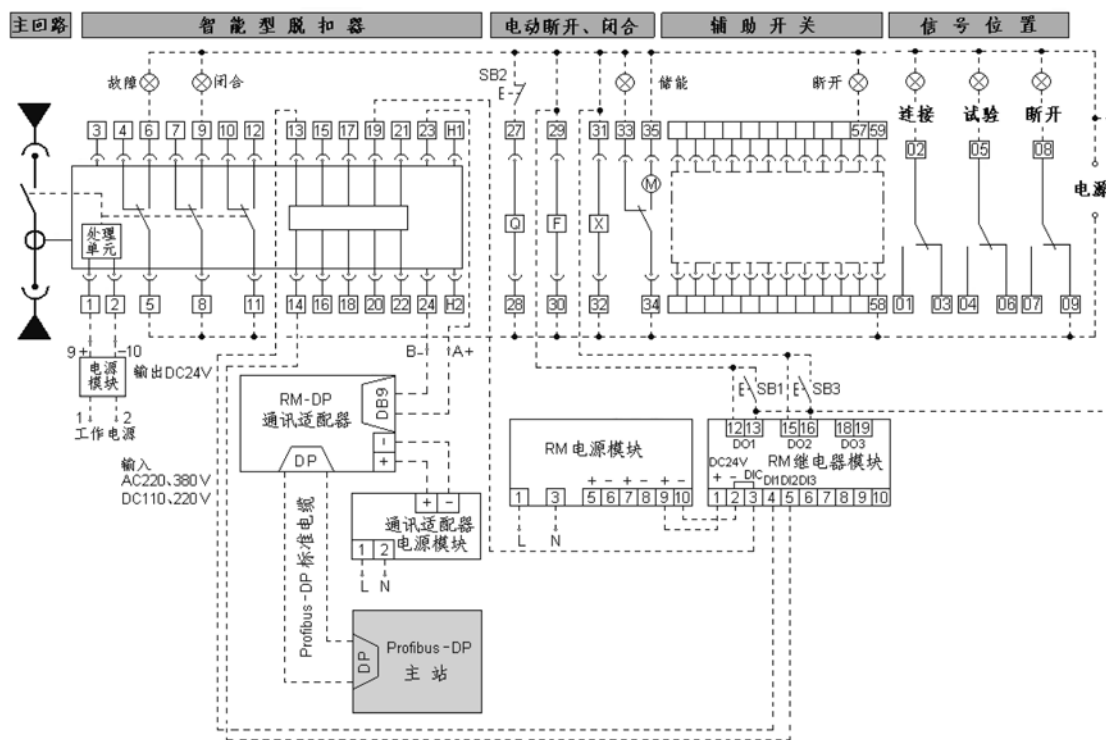 主回路 智能型脱扣器 电动断开、闭合 辅助开关 信号位置
故障 闭合 SB2 储能 断开 连接 试验 断开
3 4 6 7 9 10 12 13 15 17 19 21 23 H1 27 29 31 33 35 57 59 02 05 08
电源
M
处理
单元
Q F X
1 2 5 8 11 14 16 18 20 22 24 H2 28 30 32 34 58 01 03 04 06 07 09
9+ -10
电源
模块
输出DC24V
1 2
工作电源
输入
AC220、380V
DC110、220V
B- A+
RM-DP
通讯适配器
DB9
-
+
DP
+ -
通讯适配器
电源模块
1 2
L N
Profibus-DP标准电缆
DP
Profibus-DP
主站
RM电源模块
+ - + - + -
1 3 5 6 7 8 9 10
L N
SB1 SB3
12 13 15 16 18 19
DO1 DO2 DO3
RM继电器模块
DC24V
+ - DIC DI1 DI2 DI3
1 2 3 4 5 6 7 8 9 10